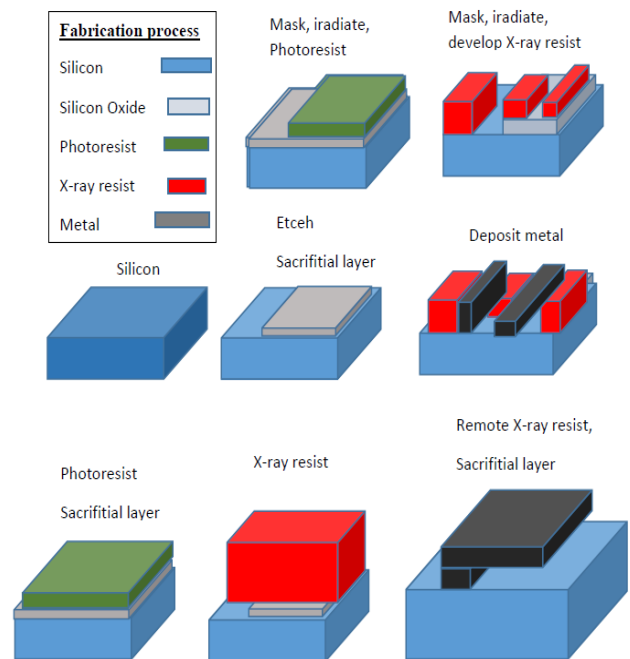 Fabrication process
Silicon
Silicon Oxide
Photoresist
X-ray resist
Metal
Mask, iradiate,
Photoresist
Mask, iradiate,
develop X-ray resist
Silicon
Etceh
Sacrifitial layer
Deposit metal
Photoresist
Sacrifitial layer
X-ray resist
Remote X-ray resist,
Sacrifitial layer